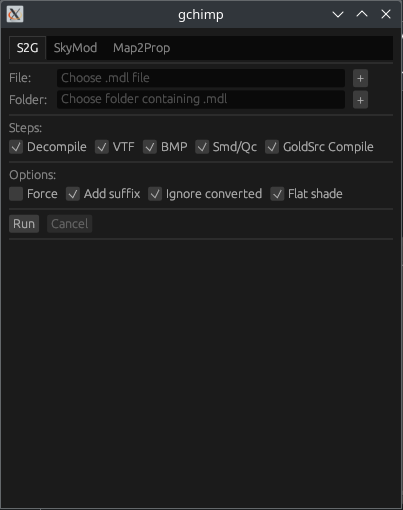 gchimp
S2G SkyMod Map2Prop
File: Choose .mdl file +
Folder: Choose folder containing .mdl +
Steps:
Decompile VTF BMP Smd/Qc GoldSrc Compile
Options:
Force Add suffix Ignore converted Flat shade
Run Cancel